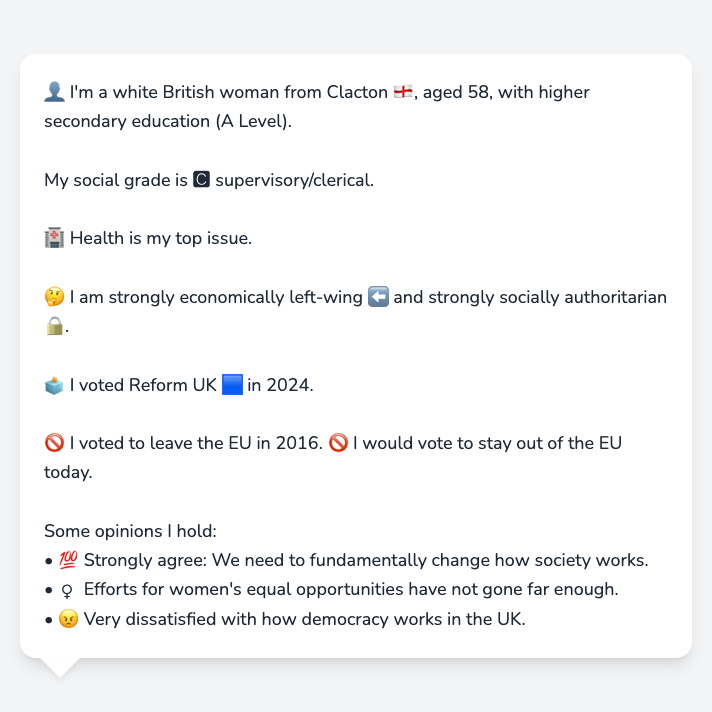 👤 I'm a white British woman from Clacton 🏴󠁧󠁢󠁥󠁮󠁧󠁿, aged 58, with higher
secondary education (A Level).
My social grade is 🅲 supervisory/clerical.
🏥 Health is my top issue.
🤔 I am strongly economically left-wing ⬅️ and strongly socially authoritarian
🔒.
🗳️ I voted Reform UK 🟦 in 2024.
🚫 I voted to leave the EU in 2016. 🚫 I would vote to stay out of the EU
today.
Some opinions I hold:
• 💯 Strongly agree: We need to fundamentally change how society works.
• ♀ Efforts for women's equal opportunities have not gone far enough.
• 😠 Very dissatisfied with how democracy works in the UK.